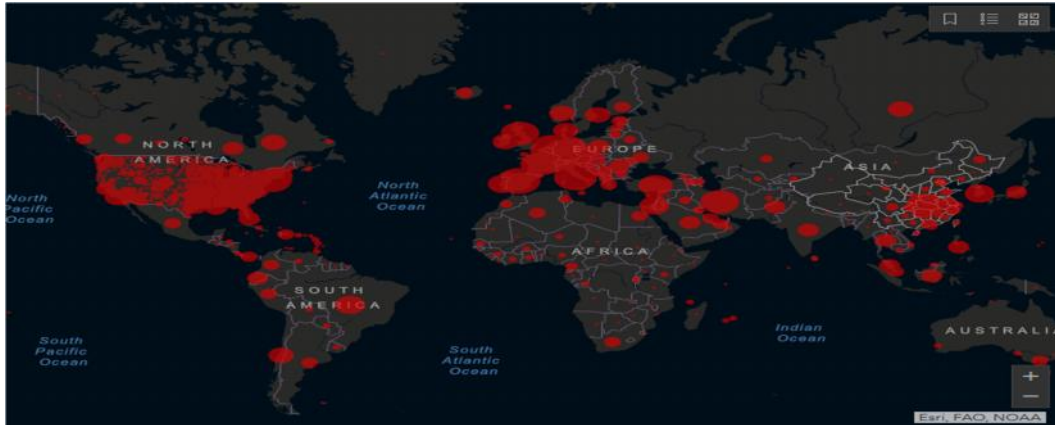 NORTH
AMERICA
EUROPE
ASIA
North
Pacific
Ocean
North
Atlantic
Ocean
AFRICA
SOUTH
AMERICA
Indian
Ocean
AUSTRALIA
South
Pacific
Ocean
South
Atlantic
Ocean
+
−
Esri, FAO, NOAA